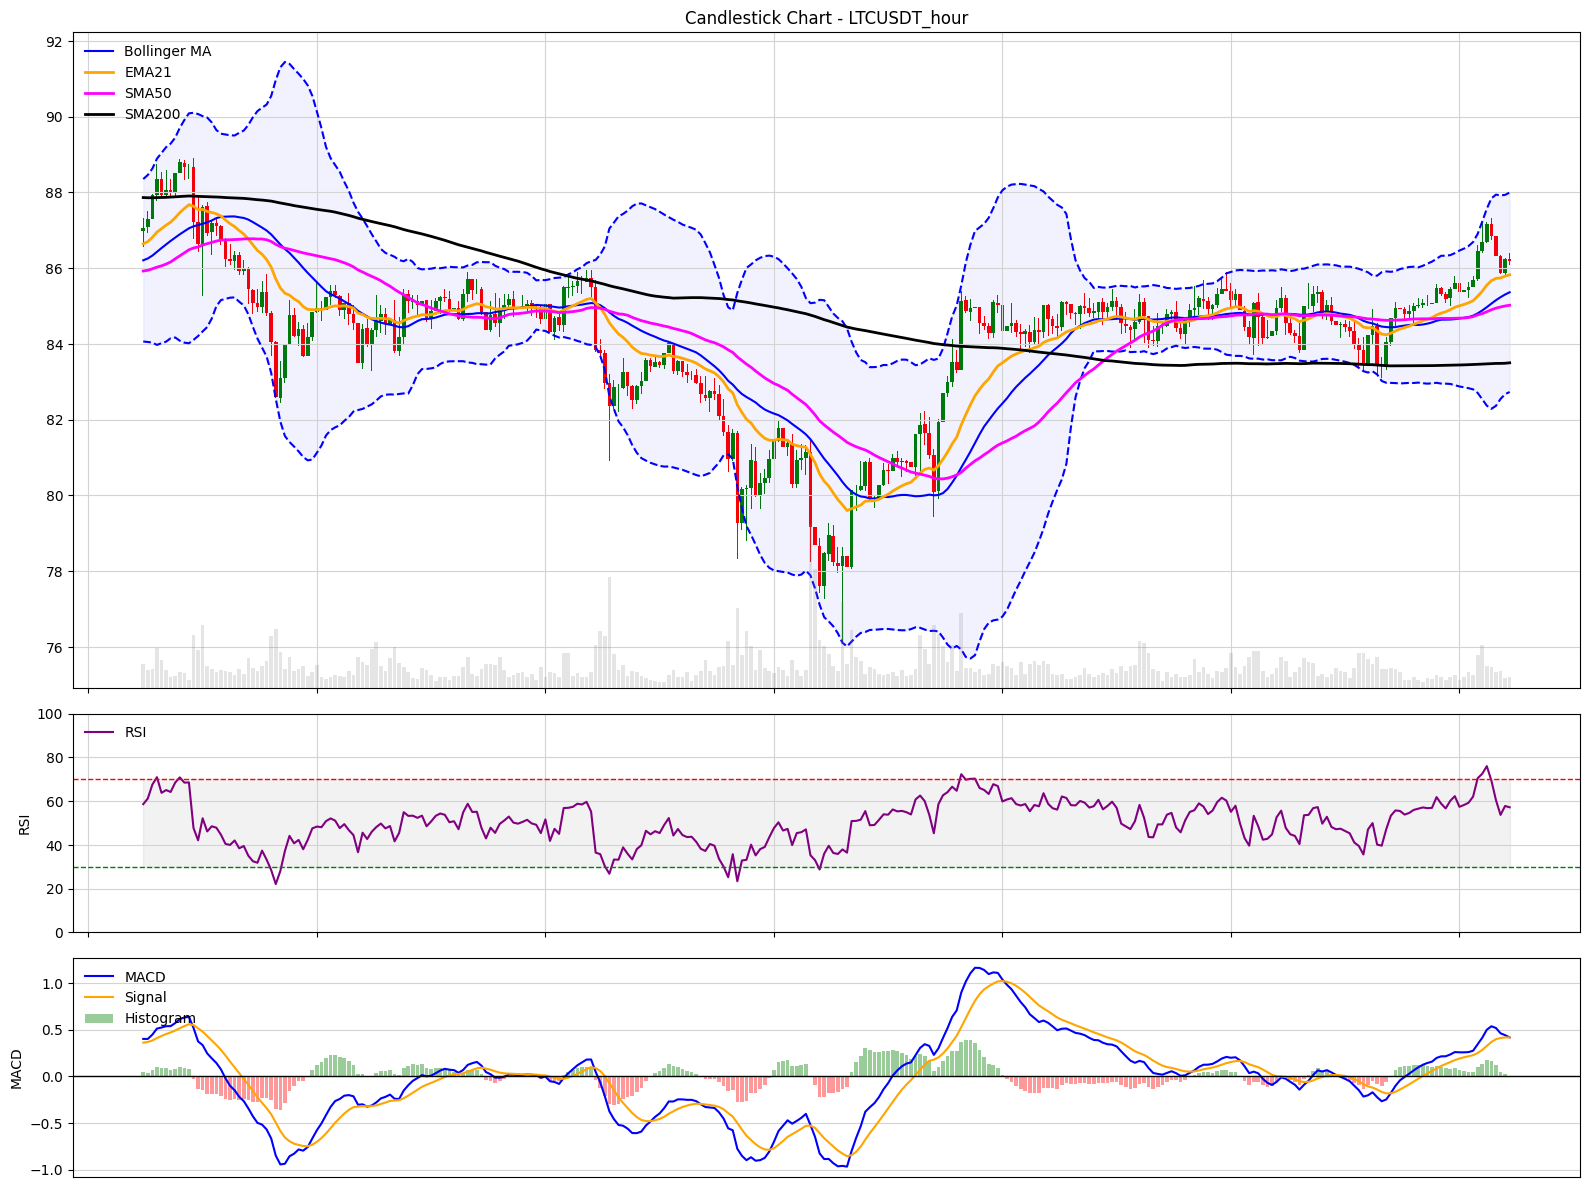 Candlestick Chart - LTCUSDT_hour
Bollinger MA
EMA21
SMA50
SMA200
92
90
88
86
84
82
80
78
76
RSI
RSI
100
80
60
40
20
0
MACD
Signal
Histogram
MACD
1.0
0.5
0.0
−0.5
−1.0